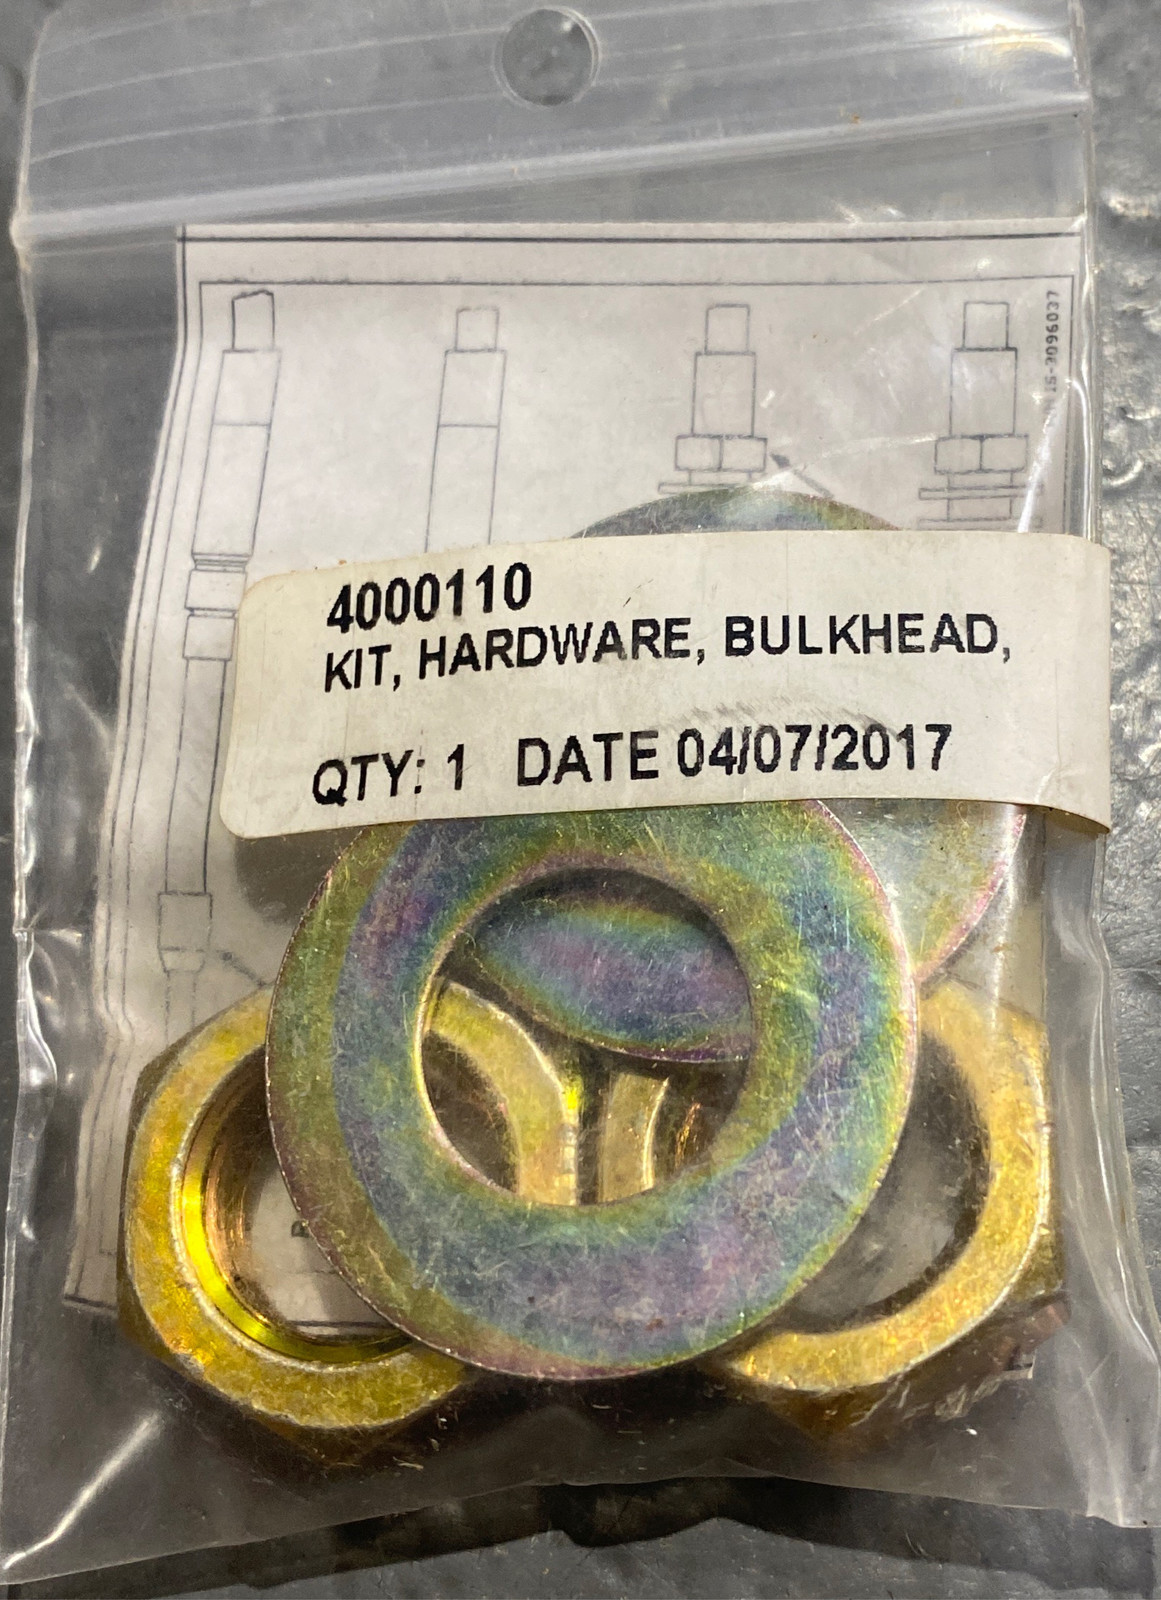 4000110
KIT, HARDWARE, BULKHEAD,
QTY: 1 DATE 04/07/2017